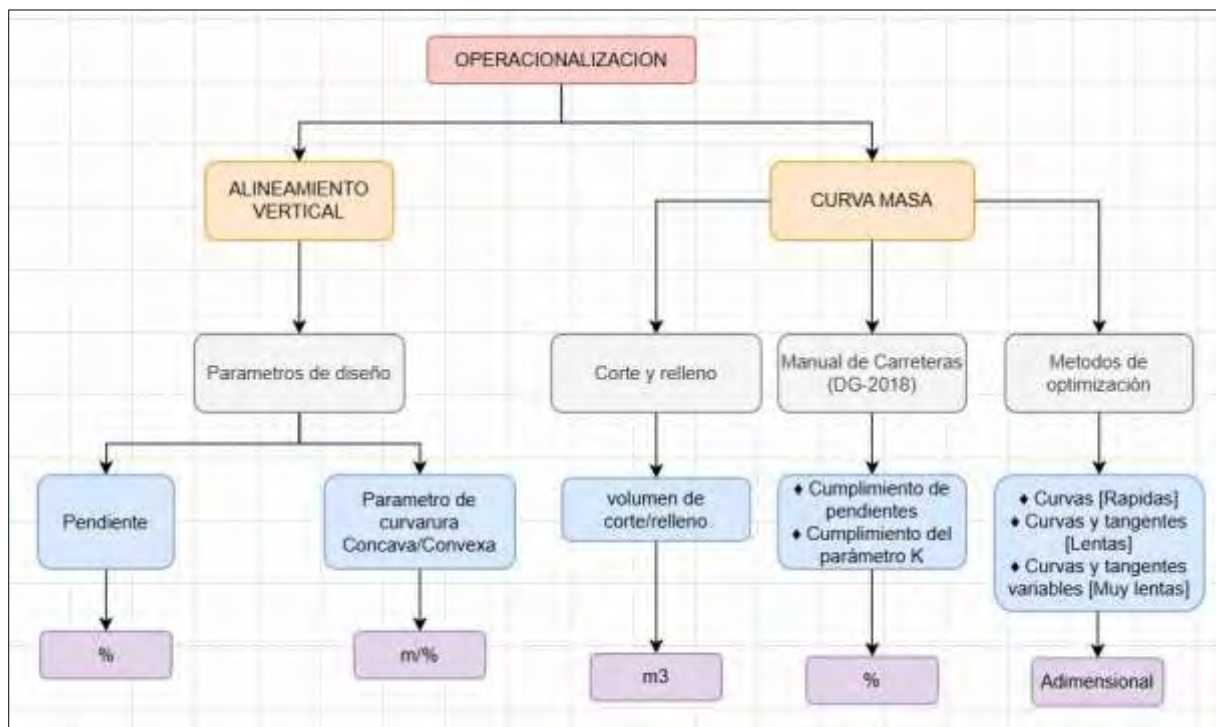 OPERACIONALIZACION
ALINEAMIENTO
VERTICAL
CURVA MASA
Parametros de diseño
Corte y relleno
Manual de Carreteras
(DG-2018)
Metodos de
optimización
Pendiente
Parametro de
curvarura
Concava/Convexa
volumen de
corte/relleno
♦ Cumplimiento de
pendientes
♦ Cumplimiento del
parámetro K
♦ Curvas [Rapidas]
♦ Curvas y tangentes
[Lentas]
♦ Curvas y tangentes
variables [Muy lentas]
%
m/%
m3
%
Adimensional